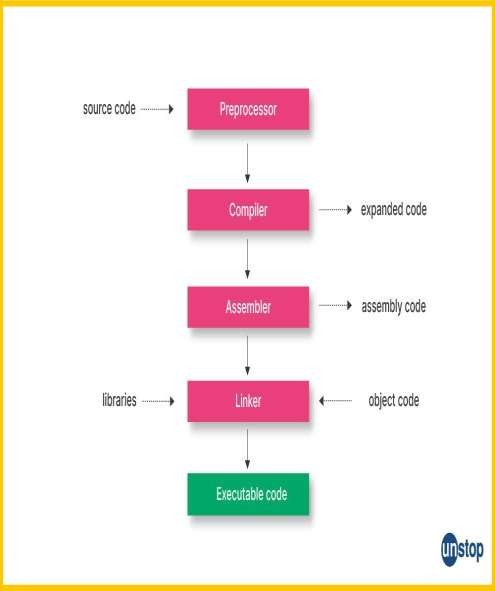 source code
Preprocessor
Compiler
expanded code
Assembler
assembly code
libraries
Linker
object code
Executable code
unstop